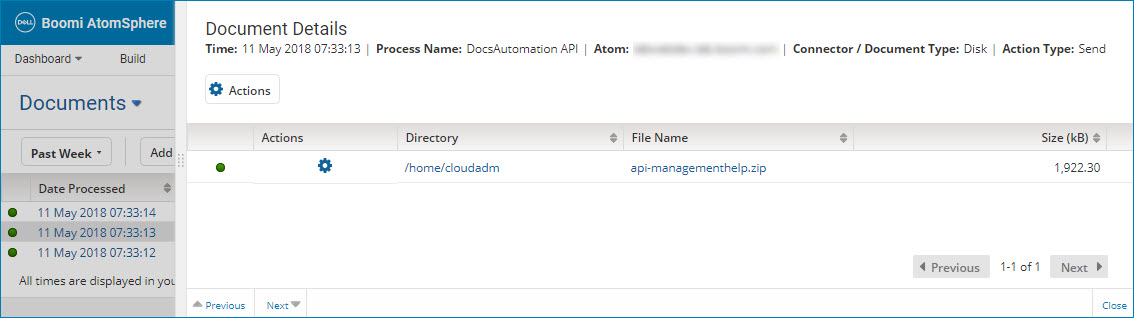 DELL Boomi AtomSphere
Dashboard Build
Documents
Past Week Add
Date Processed
11 May 2018 07:33:14
11 May 2018 07:33:13
11 May 2018 07:33:12
All times are displayed in you
Document Details
Time: 11 May 2018 07:33:13 | Process Name: DocsAutomation API | Atom: | Connector / Document Type: Disk | Action Type: Send
Actions
Actions Directory File Name Size (kB)
/home/cloudadm api-managementhelp.zip 1,922.30
Previous 1-1 of 1 Next
Previous Next Close